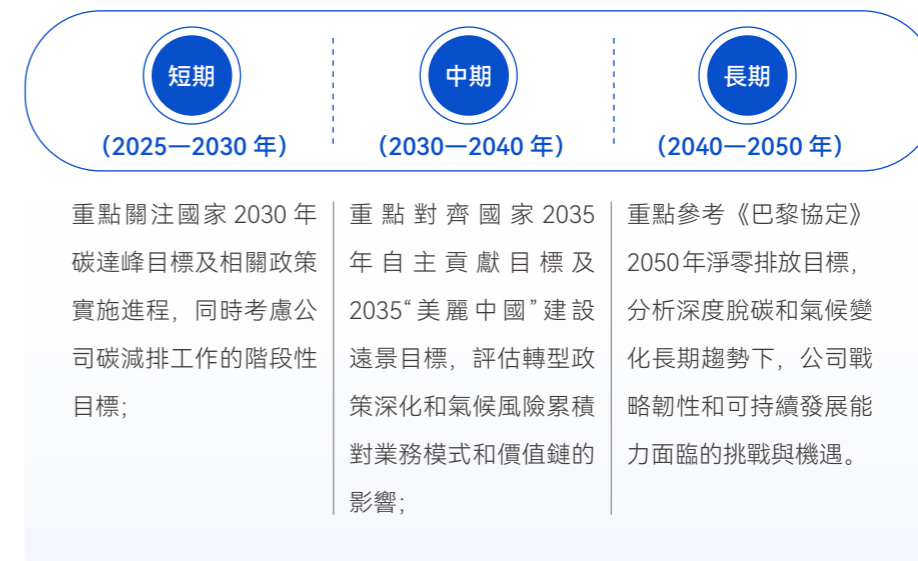 短期
（2025—2030 年）
重點關注國家 2030 年
碳達峰目標及相關政策
實施進程，同時考慮公
司碳減排工作的階段性
目標；
中期
（2030—2040 年）
重點對齊國家 2035
年自主貢獻目標及
2035“美麗中國”建設
遠景目標，評估轉型政
策深化和氣候風險累積
對業務模式和價值鏈的
影響；
長期
（2040—2050 年）
重點參考《巴黎協定》
2050年淨零排放目標，
分析深度脫碳和氣候變
化長期趨勢下，公司戰
略韌性和可持續發展能
力面臨的挑戰與機遇。